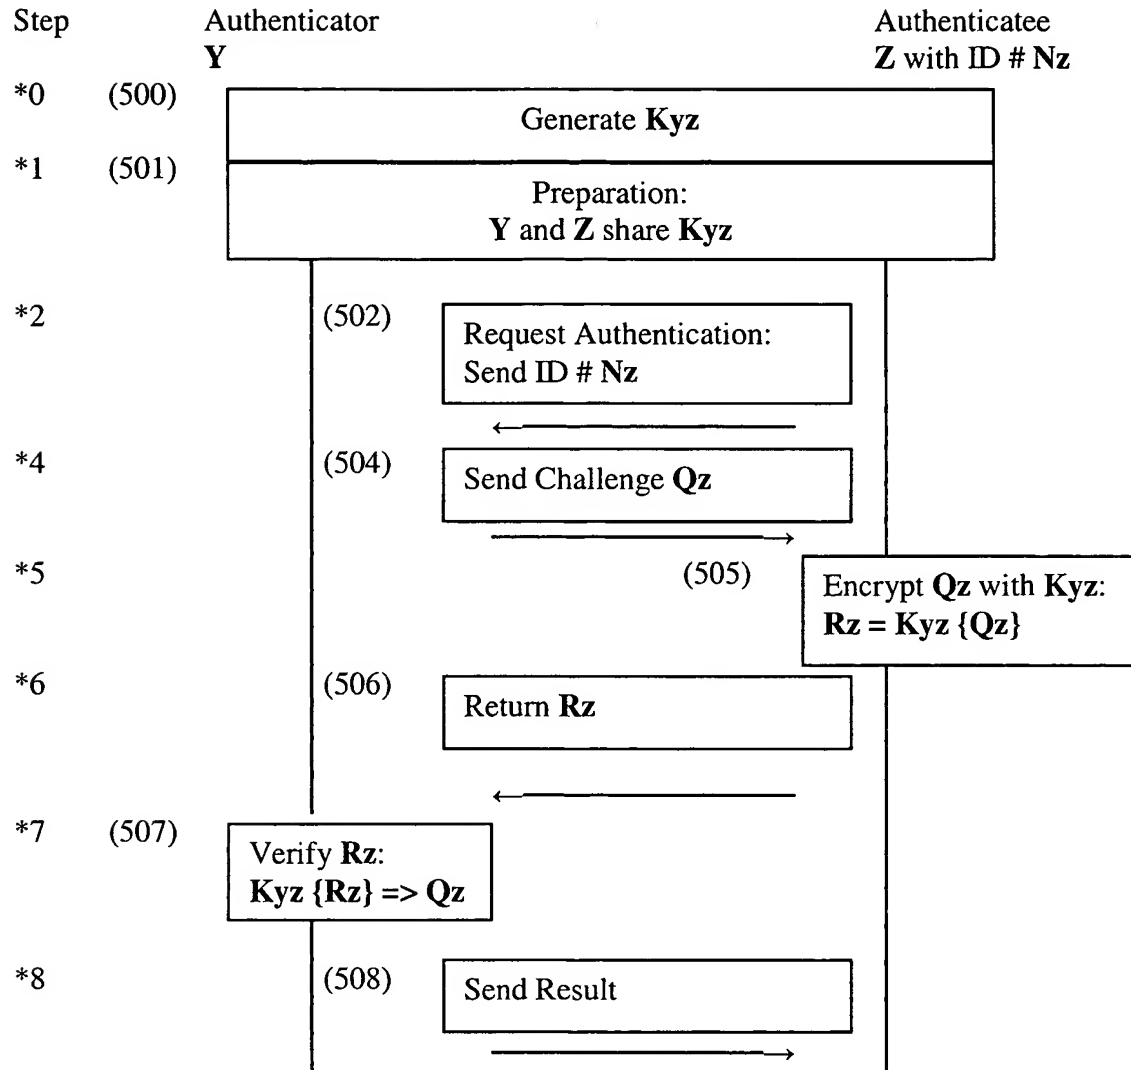 Step Authenticator Authenticatee
Y Z with ID # Nz
*0 (500) Generate Kyz
*1 (501) Preparation:
Y and Z share Kyz
*2 (502) Request Authentication:
Send ID # Nz
*4 (504) Send Challenge Qz
*5 (505) Encrypt Qz with Kyz:
Rz = Kyz {Qz}
*6 (506) Return Rz
*7 (507) Verify Rz:
Kyz {Rz} => Qz
*8 (508) Send Result